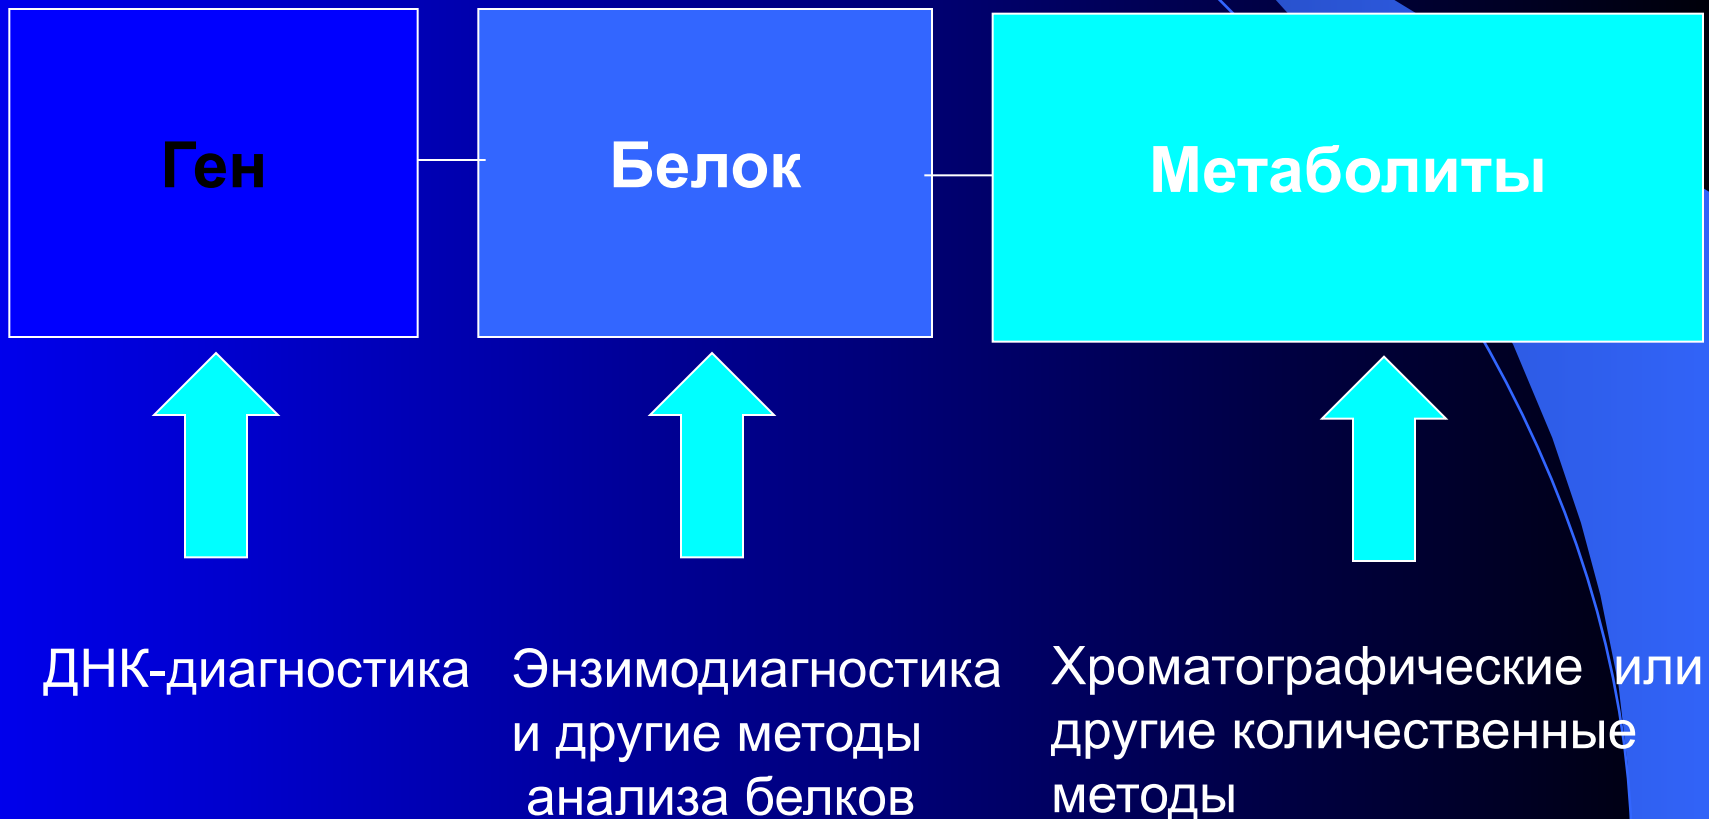 Ген
Белок
Метаболиты
ДНК-диагностика
Энзимодиагностика
и другие методы
анализа белков
Хроматографические или
другие количественные
методы